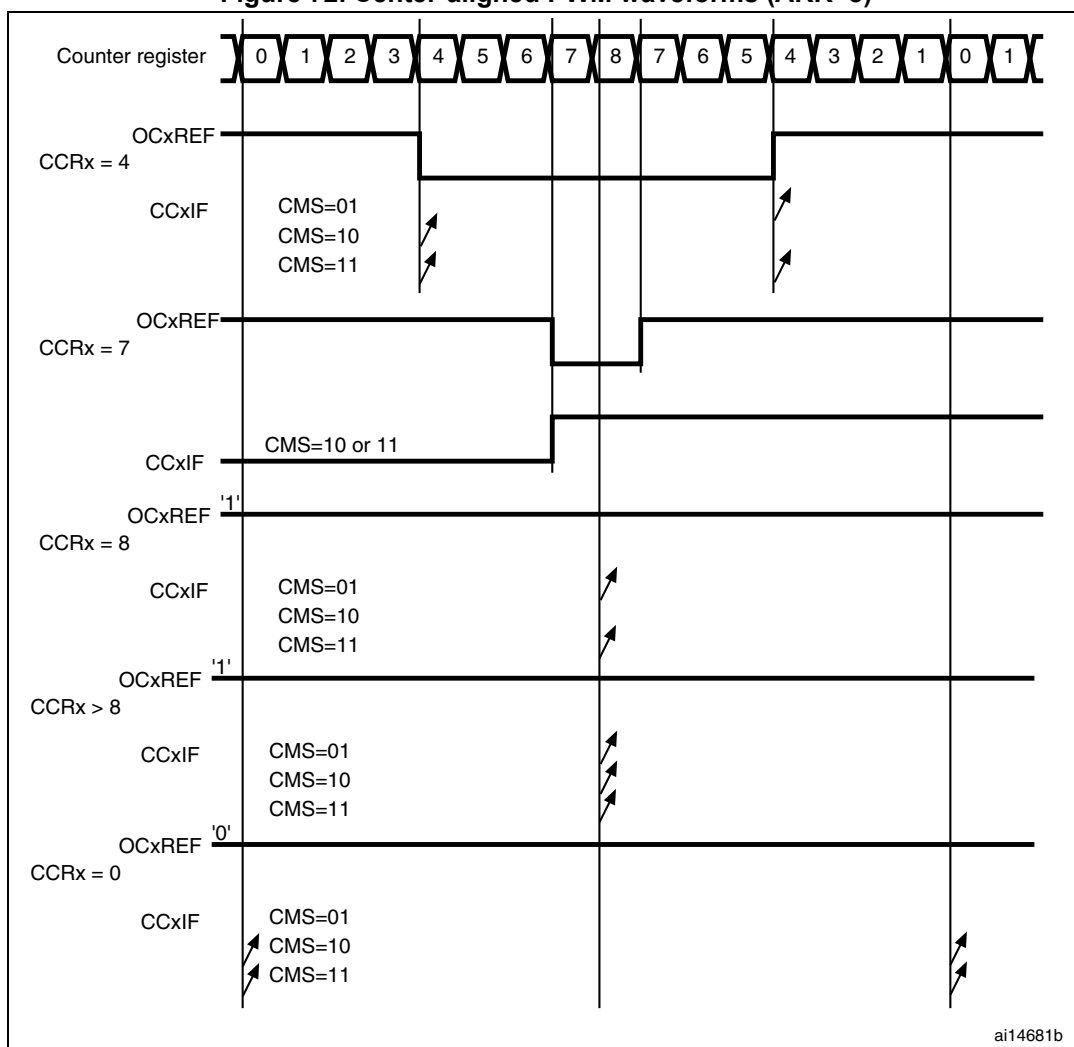 Counter register 0 1 2 3 4 5 6 7 8 7 6 5 4 3 2 1 0 1
OCxREF
CCRx = 4
CCxIF
CMS=01
CMS=10
CMS=11
OCxREF
CCRx = 7
CMS=10 or 11
CCxIF
OCxREF '1'
CCRx = 8
CCxIF
CMS=01
CMS=10
CMS=11
OCxREF '1'
CCRx > 8
CCxIF
CMS=01
CMS=10
CMS=11
OCxREF '0'
CCRx = 0
CCxIF
CMS=01
CMS=10
CMS=11
ai14681b